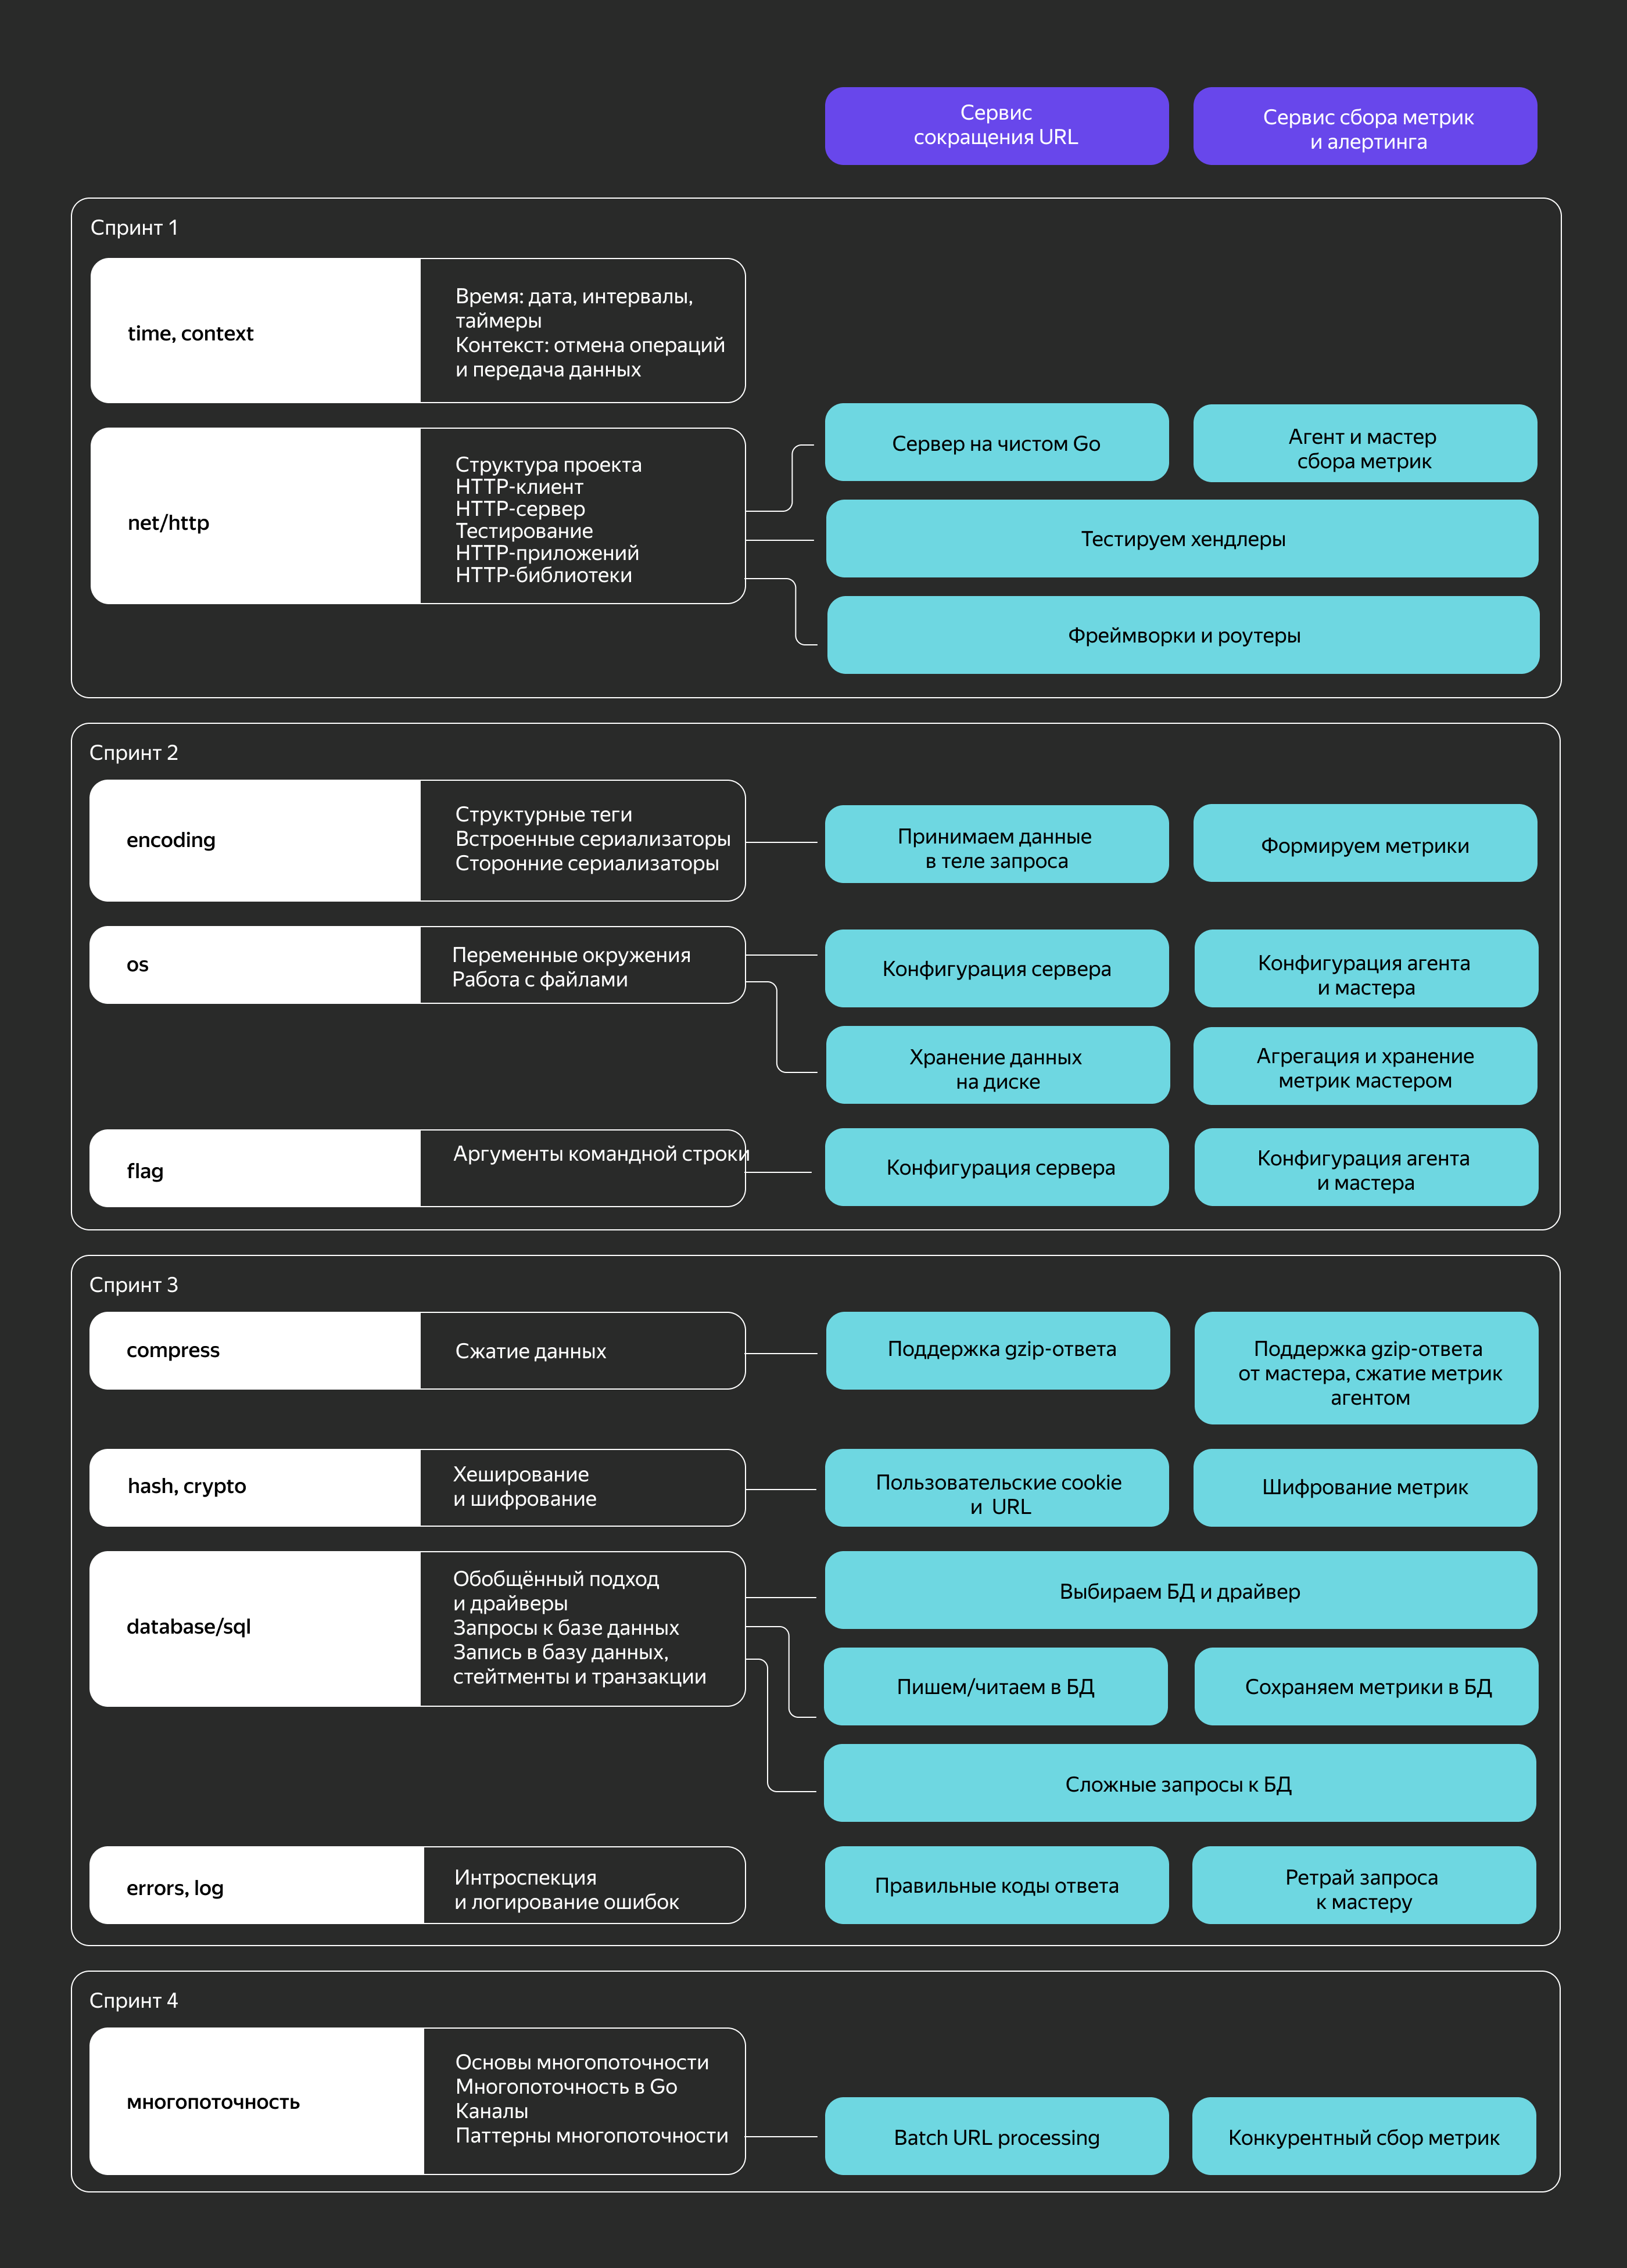 Сервис
сокращения URL
Сервис сбора метрик
и алертинга
Спринт 1
time, context
Время: дата, интервалы,
таймеры
Контекст: отмена операций
и передача данных
net/http
Структура проекта
HTTP-клиент
HTTP-сервер
Тестирование
HTTP-приложений
HTTP-библиотеки
Сервер на чистом Go
Агент и мастер
сбора метрик
Тестируем хендлеры
Фреймворки и роутеры
Спринт 2
encoding
Структурные теги
Встроенные сериализаторы
Сторонние сериализаторы
Принимаем данные
в теле запроса
Формируем метрики
os
Переменные окружения
Работа с файлами
Конфигурация сервера
Конфигурация агента
и мастера
Хранение данных
на диске
Агрегация и хранение
метрик мастером
flag
Аргументы командной строки
Конфигурация сервера
Конфигурация агента
и мастера
Спринт 3
compress
Сжатие данных
Поддержка gzip-ответа
Поддержка gzip-ответа
от мастера, сжатие метрик
агентом
hash, crypto
Хеширование
и шифрование
Пользовательские cookie
и URL
Шифрование метрик
database/sql
Обобщённый подход
и драйверы
Запросы к базе данных
Запись в базу данных,
стейтменты и транзакции
Выбираем БД и драйвер
Пишем/читаем в БД
Сохраняем метрики в БД
Сложные запросы к БД
errors, log
Интроспекция
и логирование ошибок
Правильные коды ответа
Ретрай запроса
к мастеру
Спринт 4
многопоточность
Основы многопоточности
Многопоточность в Go
Каналы
Паттерны многопоточности
Batch URL processing
Конкурентный сбор метрик